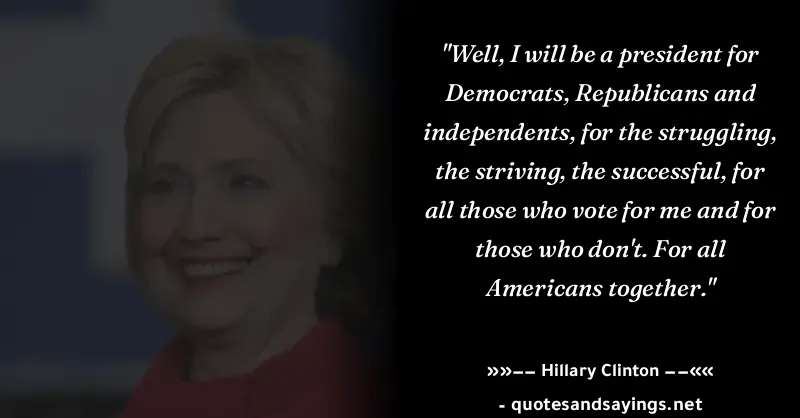 "Well, I will be a president for
Democrats, Republicans and
independents, for the struggling,
the striving, the successful, for
all those who vote for me and for
those who don't. For all
Americans together."
»»–– Hillary Clinton ––««
- quotesandsayings.net